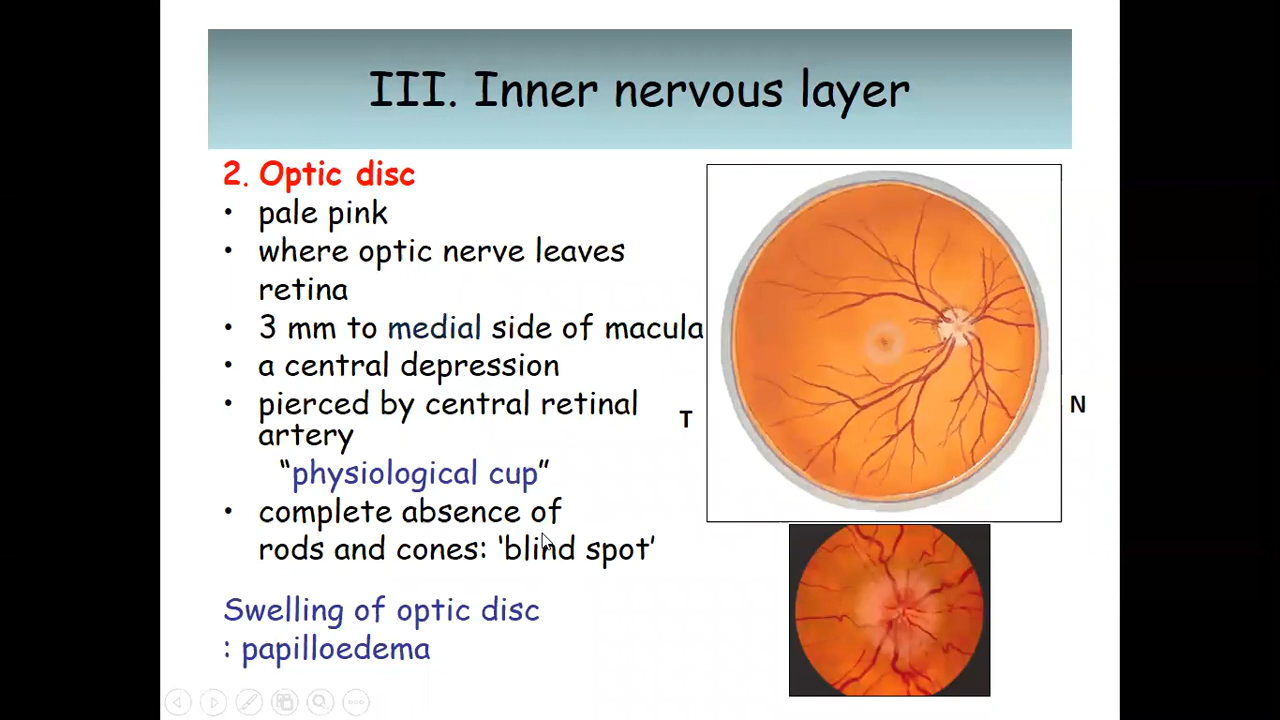 III. Inner nervous layer
2. Optic disc
• pale pink
• where optic nerve leaves
retina
• 3 mm to medial side of macula
• a central depression
• pierced by central retinal
artery
“physiological cup”
• complete absence of
rods and cones: ‘blind spot’
Swelling of optic disc
: papilloedema
T
N